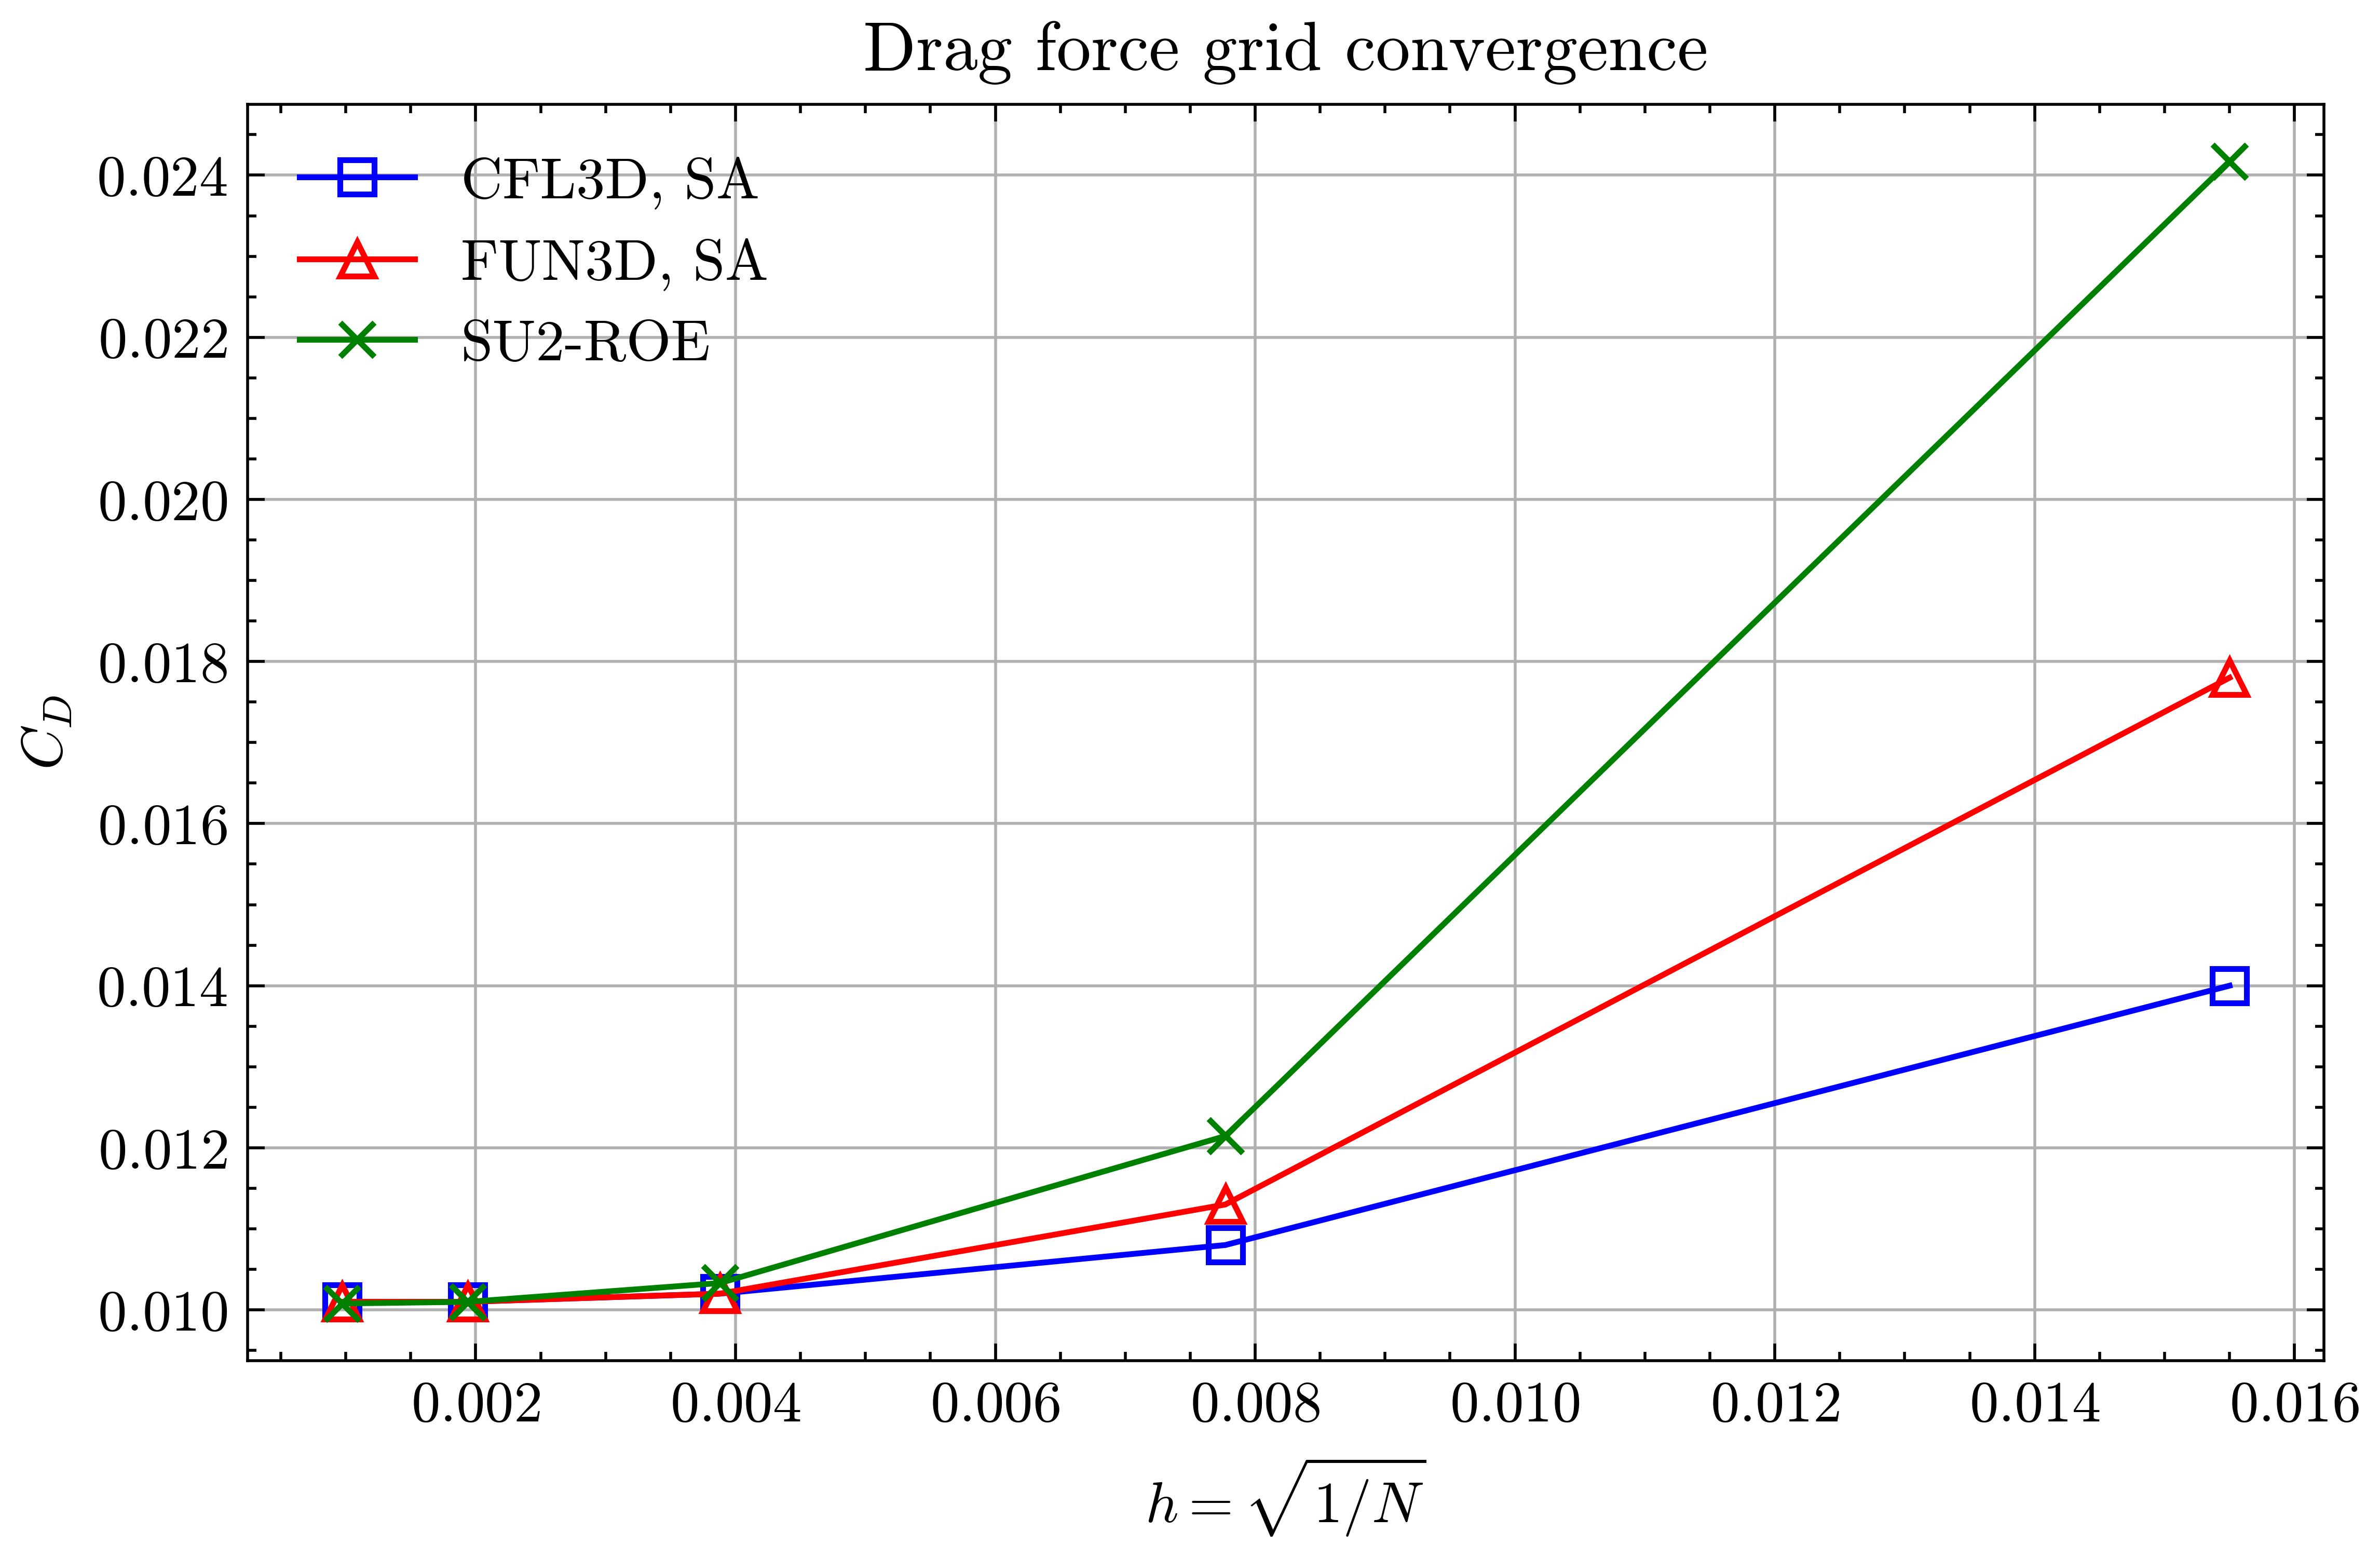 Drag force grid convergence
CFL3D, SA
FUN3D, SA
SU2-ROE
0.024
0.022
0.020
0.018
0.016
0.014
0.012
0.010
C_D
0.002 0.004 0.006 0.008 0.010 0.012 0.014 0.016
h = √1/N